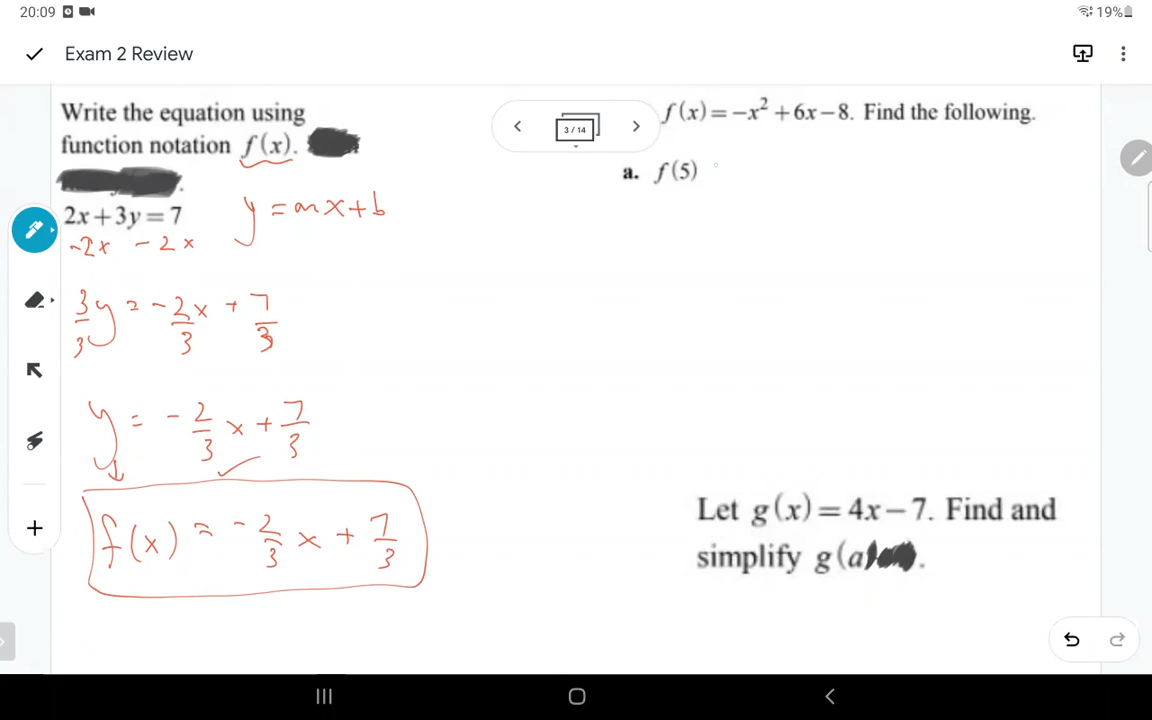 20:09
19%
Exam 2 Review
Write the equation using
function notation f(x).
2x+3y=7
-2x -2x
y=mx+b
3y/3 = -2x/3 + 7/3
y = -2/3 x + 7/3
f(x) = -2/3 x + 7/3
3 / 14
f(x)=−x²+6x−8. Find the following.
a. f(5)
Let g(x)=4x−7. Find and
simplify g(a).